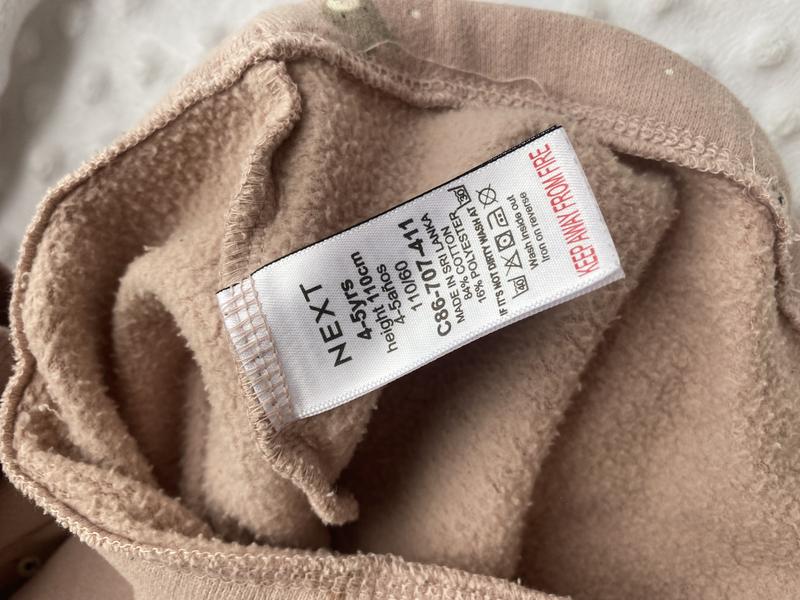 NEXT
4-5yrs
height 110cm
4-5años
110/60
C86-707-411
MADE IN SRI LANKA
84% COTTON
16% POLYESTER
IF IT'S NOT DIRTY WASH AT 30
40
Wash inside out
Iron on reverse
KEEP AWAY FROM FIRE